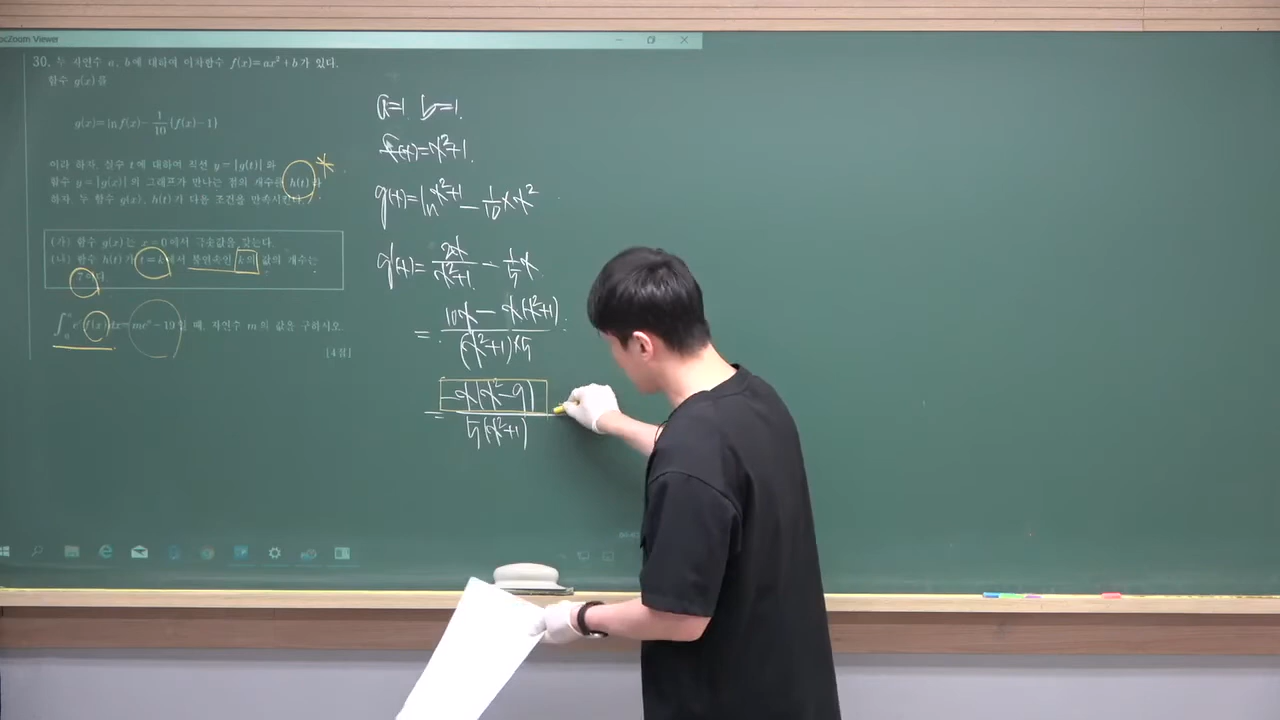 30. 두 자연수 a, b에 대하여 이차함수 f(x)=ax²+b가 있다.
함수 g(x)를
g(x)=ln f(x)-1/10{f(x)-1}
이라 하자. 실수 t에 대하여 직선 y=|g(t)|와
함수 y=|g(x)|의 그래프가 만나는 점의 개수를 h(t)라
하자. 두 함수 g(x), h(t)가 다음 조건을 만족시킨다.
(가) 함수 g(x)는 x=0에서 극솟값을 갖는다.
(나) 함수 h(t)가 t=k에서 불연속인 k의 값의 개수는
7이다.
dx=me -19일 때, 자연수 m의 값을 구하시오.
[4점]
a=1. b=1.
f(x)=x²+1.
g(x)=ln x²+1 - 1/10 × x²
g'(x)= 2x/x²+1 - 1/5 x
= 10x - x(x²+1)/(x²+1)×5
= -x(x²-9)/5(x²+1)